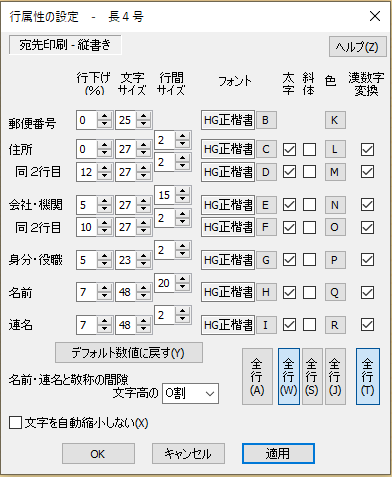 行属性の設定 - 長４号
宛先印刷 - 縦書き
ヘルプ(Z)
行下げ(%) 文字サイズ 行間サイズ フォント 太字 斜体 色 漢数字変換
郵便番号 0 25 HG正楷書 B K
2
住所 0 27 HG正楷書 C L
2
同２行目 12 27 HG正楷書 D M
15
会社・機関 5 27 HG正楷書 E N
2
同２行目 10 27 HG正楷書 F O
2
身分・役職 5 23 HG正楷書 G P
20
名前 7 48 HG正楷書 H Q
2
連名 7 48 HG正楷書 I R
デフォルト数値に戻す(Y)
全行(A) 全行(W) 全行(S) 全行(J) 全行(T)
名前・連名と敬称の間隙
文字高の 0割
文字を自動縮小しない(X)
OK キャンセル 適用